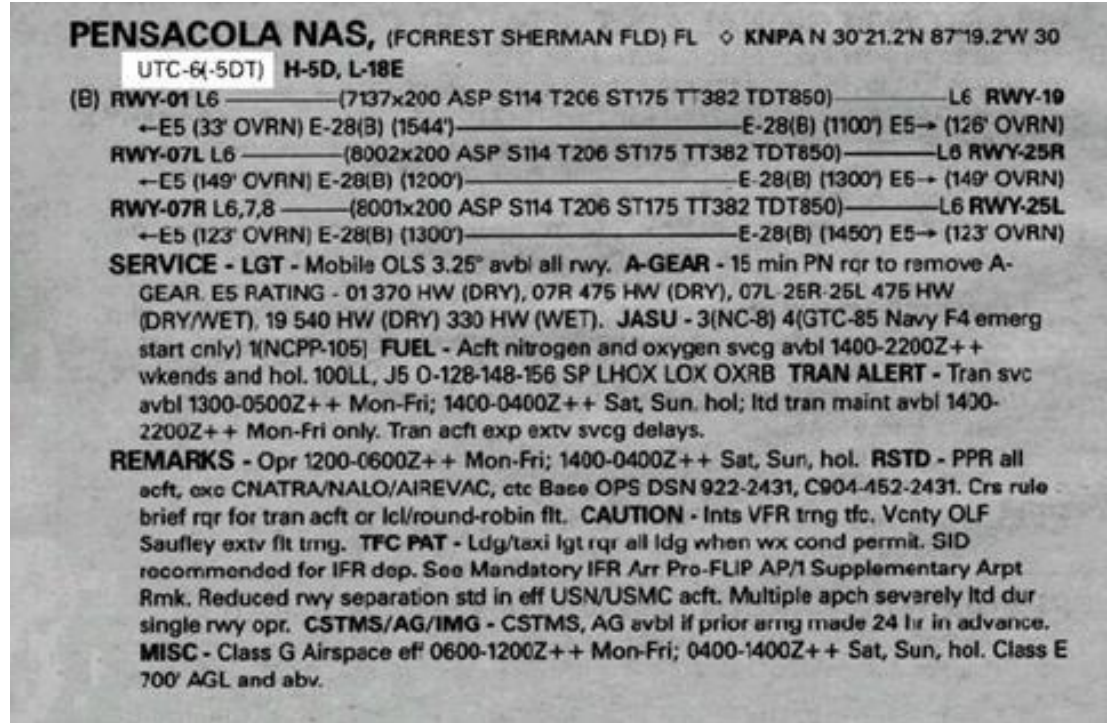 PENSACOLA NAS, (FORREST SHERMAN FLD) FL ◇ KNPA N 30°21.2'N 87°19.2'W 30
UTC-6(-5DT) H-5D, L-18E
(B) RWY-01 L6 (7137x200 ASP S114 T206 ST175 TT382 TDT850) L6 RWY-19
←E5 (33' OVRN) E-28(B) (1544') E-28(B) (1100') E5→ (126' OVRN)
RWY-07L L6 (8002x200 ASP S114 T206 ST175 TT382 TDT850) L6 RWY-25R
←E5 (149' OVRN) E-28(B) (1200') E-28(B) (1300') E5→ (149' OVRN)
RWY-07R L6,7,8 (8001x200 ASP S114 T206 ST175 TT382 TDT850) L6 RWY-25L
←E5 (123' OVRN) E-28(B) (1300') E-28(B) (1450') E5→ (123' OVRN)
SERVICE - LGT - Mobile OLS 3.25° avbl all rwy. A-GEAR - 15 min PN rqr to remove A-
GEAR. E5 RATING - 01 370 HW (DRY), 07R 475 HW (DRY), 07L-25R-25L 475 HW
(DRY/WET), 19 540 HW (DRY) 330 HW (WET). JASU - 3(NC-8) 4(GTC-85 Navy F4 emerg
start only) 1(NCPP-105) FUEL - Acft nitrogen and oxygen svcg avbl 1400-2200Z++
wkends and hol. 100LL, J5 O-128-148-156 SP LHOX LOX OXRB TRAN ALERT - Tran svc
avbl 1300-0500Z++ Mon-Fri; 1400-0400Z++ Sat, Sun, hol; ltd tran maint avbl 1400-
2200Z++ Mon-Fri only. Tran acft exp extv svcg delays.
REMARKS - Opr 1200-0600Z++ Mon-Fri; 1400-0400Z++ Sat, Sun, hol. RSTD - PPR all
acft, exc CNATRA/NALO/AIREVAC, ctc Base OPS DSN 922-2431, C904-452-2431. Crs rule
brief rqr for tran acft or lcl/round-robin flt. CAUTION - Ints VFR trng tfc. Vcnty OLF
Saufley extv flt trng. TFC PAT - Ldg/taxi lgt rqr all ldg when wx cond permit. SID
recommended for IFR dep. See Mandatory IFR Arr Pro-FLIP AP/1 Supplementary Arpt
Rmk. Reduced rwy separation std in eff USN/USMC acft. Multiple apch severely ltd dur
single rwy opr. CSTMS/AG/IMG - CSTMS, AG avbl if prior arng made 24 hr in advance.
MISC - Class G Airspace eff 0600-1200Z++ Mon-Fri; 0400-1400Z++ Sat, Sun, hol. Class E
700' AGL and abv.